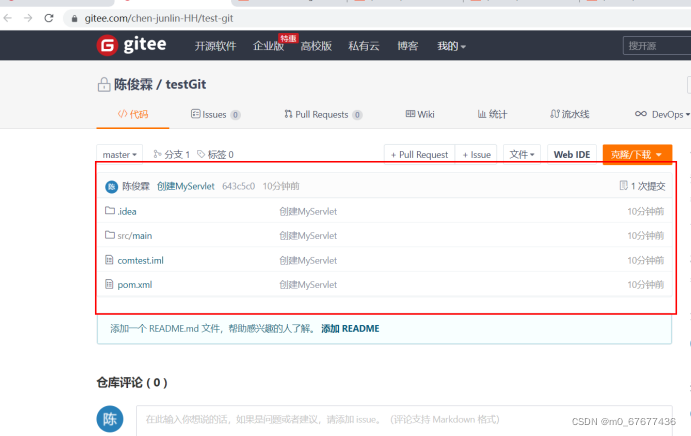 gitee.com/chen-junlin-HH/test-git
gitee 开源软件 企业版 特惠 高校版 私有云 博客 我的 搜开源
陈俊霖 / testGit
代码 Issues 0 Pull Requests 0 Wiki 统计 流水线 DevOps
master 分支 1 标签 0 + Pull Request + Issue 文件 Web IDE 克隆/下载
陈 陈俊霖 创建MyServlet 643c5c0 10分钟前 1 次提交
.idea 创建MyServlet 10分钟前
src/main 创建MyServlet 10分钟前
comtest.iml 创建MyServlet 10分钟前
pom.xml 创建MyServlet 10分钟前
添加一个 README.md 文件，帮助感兴趣的人了解。 添加 README
仓库评论 ( 0 )
陈 在此输入你想说的话，如果是问题或者建议，请添加 issue。（评论支持 Markdown 格式）
CSDN @m0_67677436